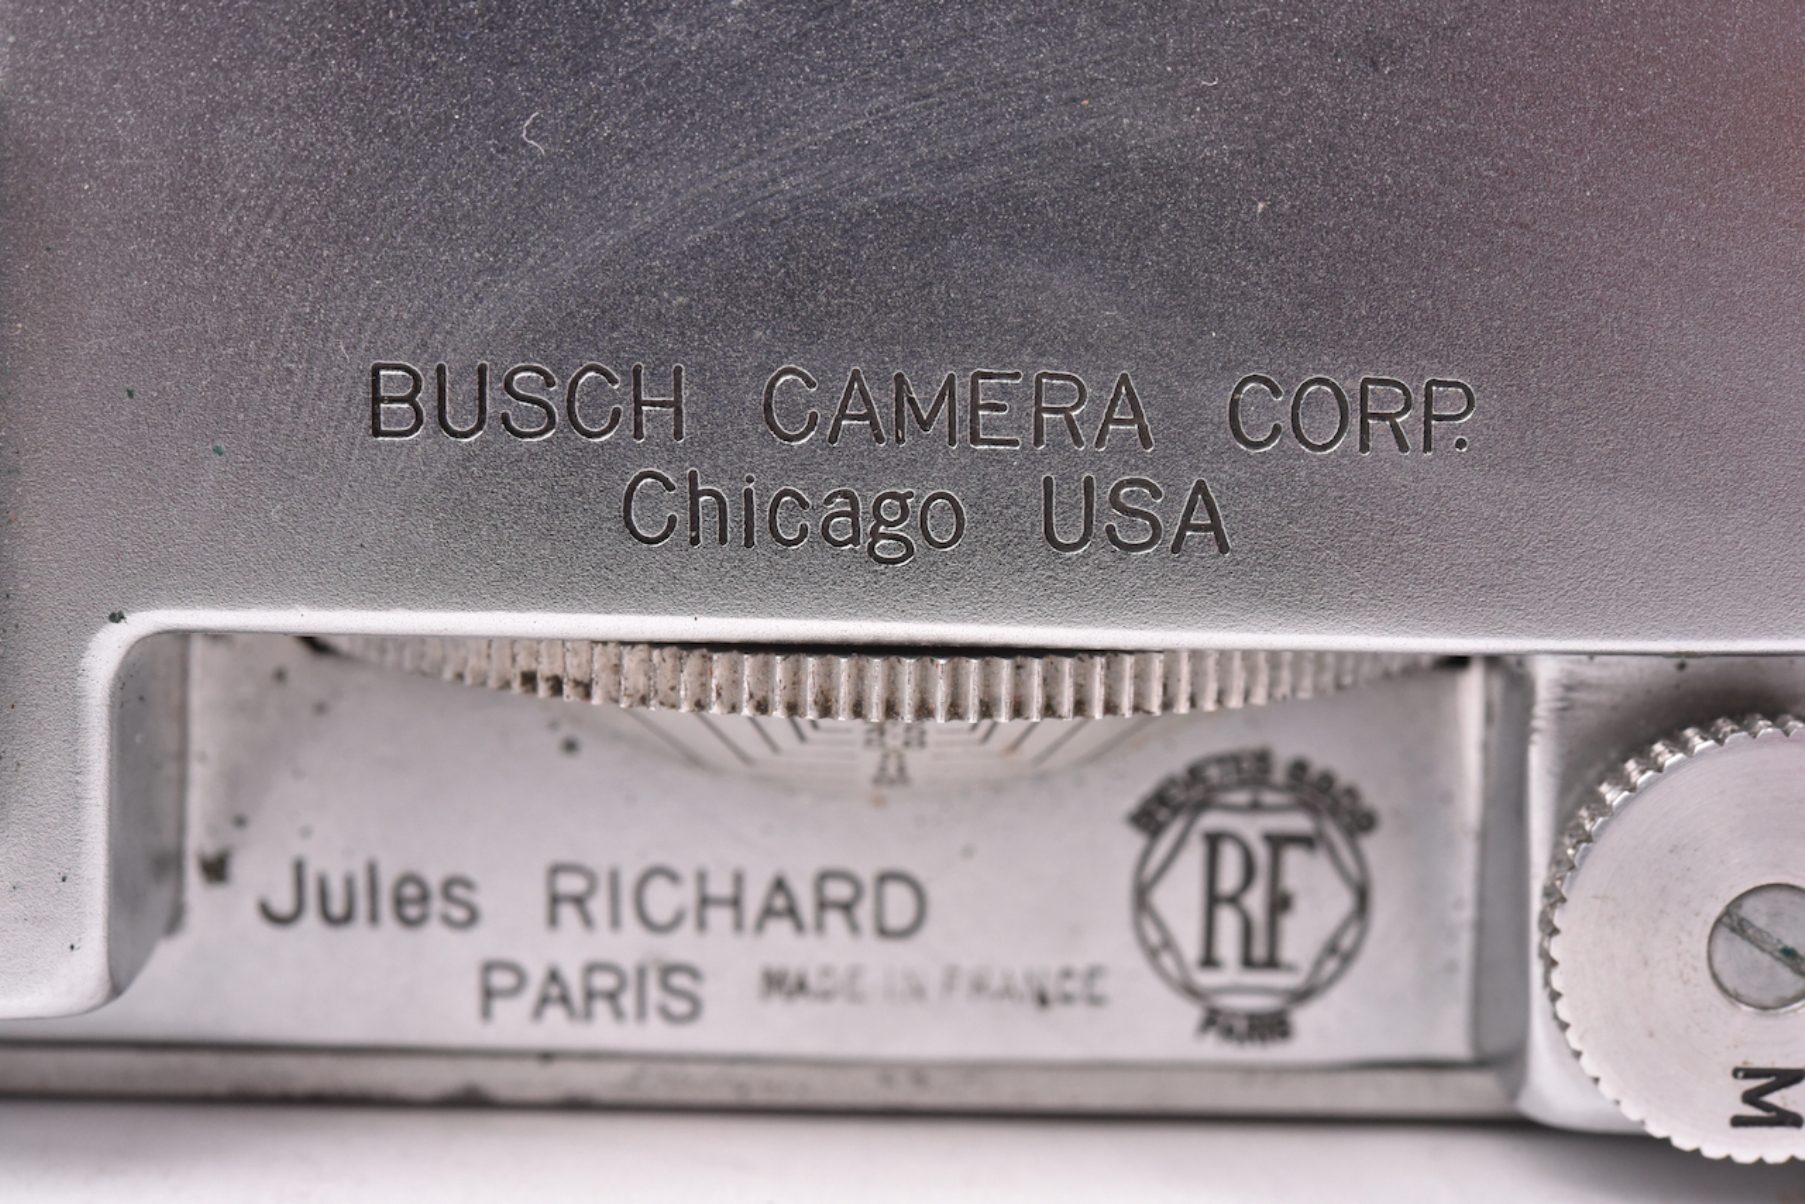 BUSCH CAMERA CORP.
Chicago USA
Jules RICHARD
PARIS MADE IN FRANCE
RF
PARIS
M